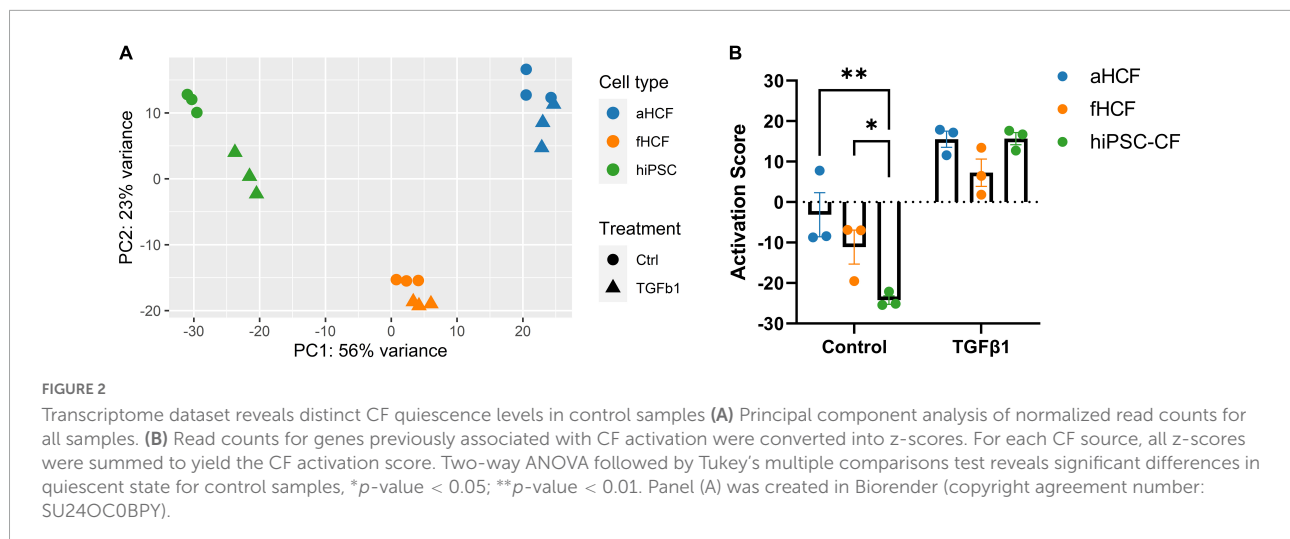 A
PC2: 23% variance
10
0
-10
-20
-30
-20
-10
0
10
20
PC1: 56% variance
Cell type
aHCF
fHCF
hiPSC
Treatment
Ctrl
TGFb1
B
**
*
Activation Score
30
20
10
0
-10
-20
-30
Control
TGFβ1
aHCF
fHCF
hiPSC-CF
FIGURE 2
Transcriptome dataset reveals distinct CF quiescence levels in control samples (A) Principal component analysis of normalized read counts for
all samples. (B) Read counts for genes previously associated with CF activation were converted into z-scores. For each CF source, all z-scores
were summed to yield the CF activation score. Two-way ANOVA followed by Tukey's multiple comparisons test reveals significant differences in
quiescent state for control samples, *p-value < 0.05; **p-value < 0.01. Panel (A) was created in Biorender (copyright agreement number:
SU24OC0BPY).